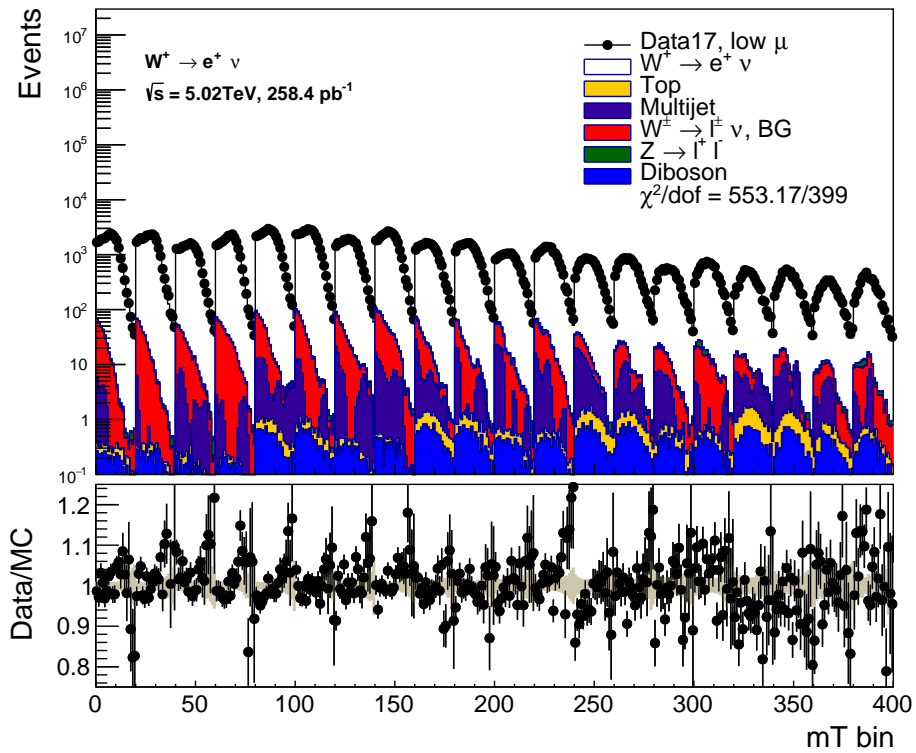 Events
10⁷
10⁶
10⁵
10⁴
10³
10²
10
1
10⁻¹
W⁺ → e⁺ ν
√s = 5.02TeV, 258.4 pb⁻¹
Data17, low μ
W⁺ → e⁺ ν
Top
Multijet
W± → l± ν, BG
Z → l⁺ l⁻
Diboson
χ²/dof = 553.17/399
Data/MC
1.2
1.1
1
0.9
0.8
0 50 100 150 200 250 300 350 400
mT bin